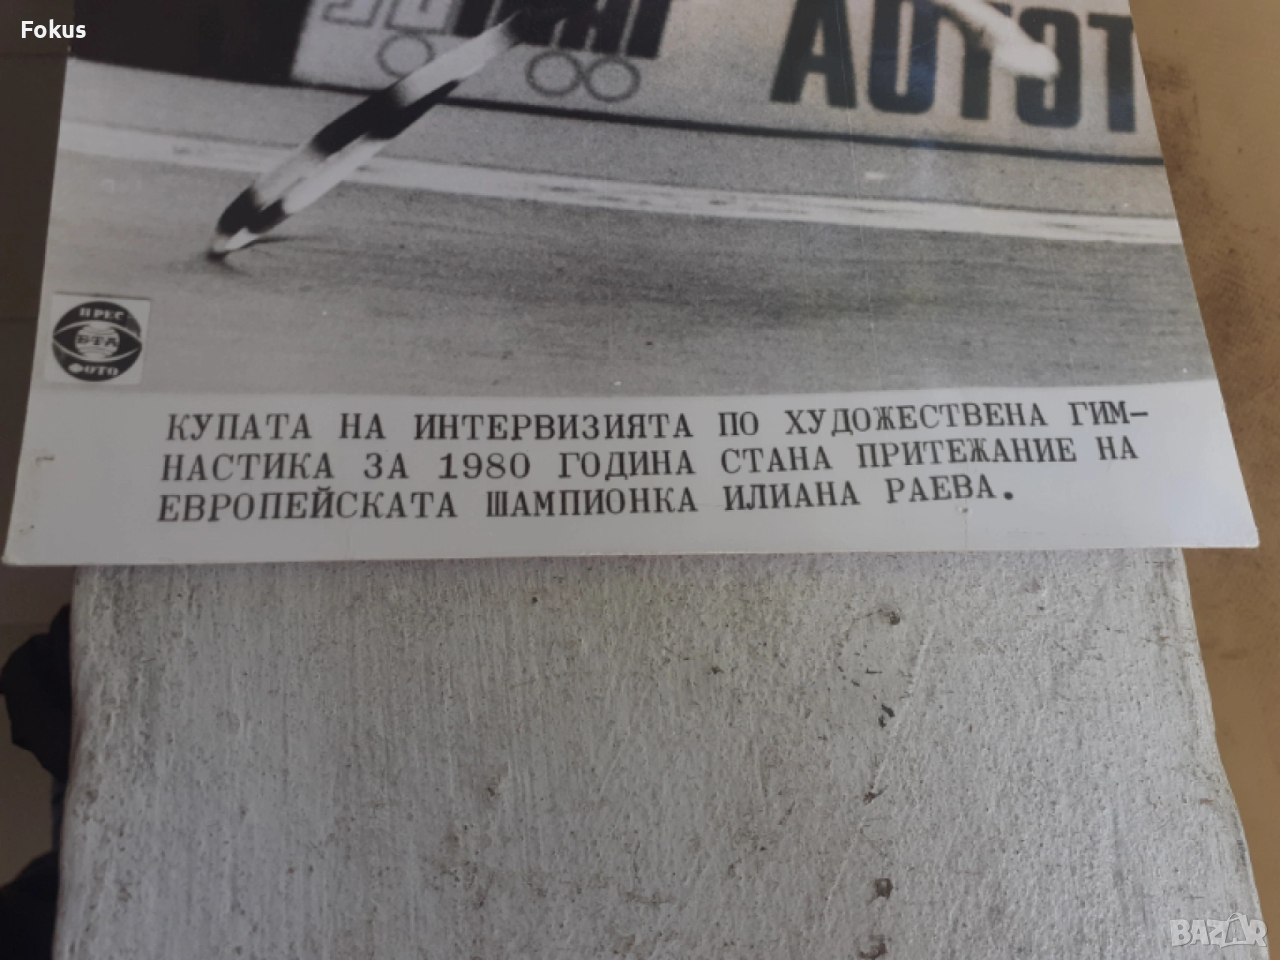 Fokus
АОТЭТ
ПРЕС
БТА
ФОТО
КУПАТА НА ИНТЕРВИЗИЯТА ПО ХУДОЖЕСТВЕНА ГИМ-
НАСТИКА ЗА 1980 ГОДИНА СТАНА ПРИТЕЖАНИЕ НА
ЕВРОПЕЙСКАТА ШАМПИОНКА ИЛИАНА РАЕВА.
BAZAR